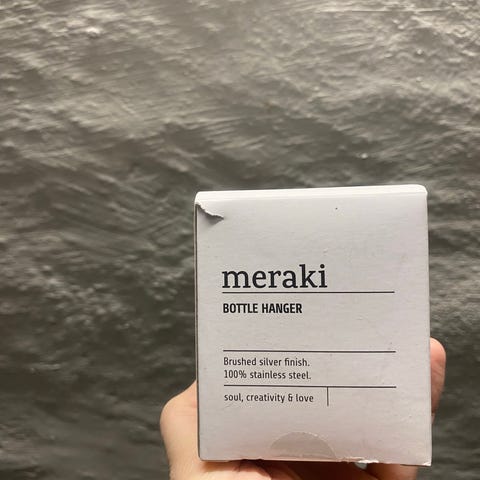 meraki
BOTTLE HANGER
Brushed silver finish.
100% stainless steel.
soul, creativity & love